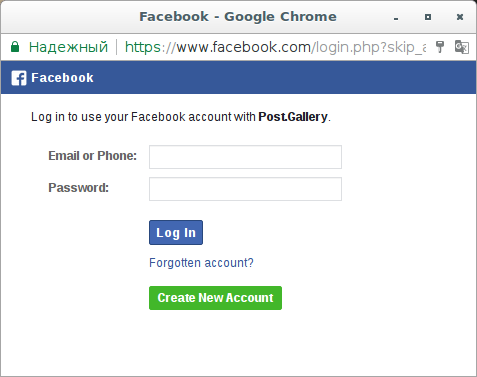 Facebook - Google Chrome
Надежный https://www.facebook.com/login.php?skip_a
Facebook
Log in to use your Facebook account with Post.Gallery.
Email or Phone:
Password:
Log In
Forgotten account?
Create New Account